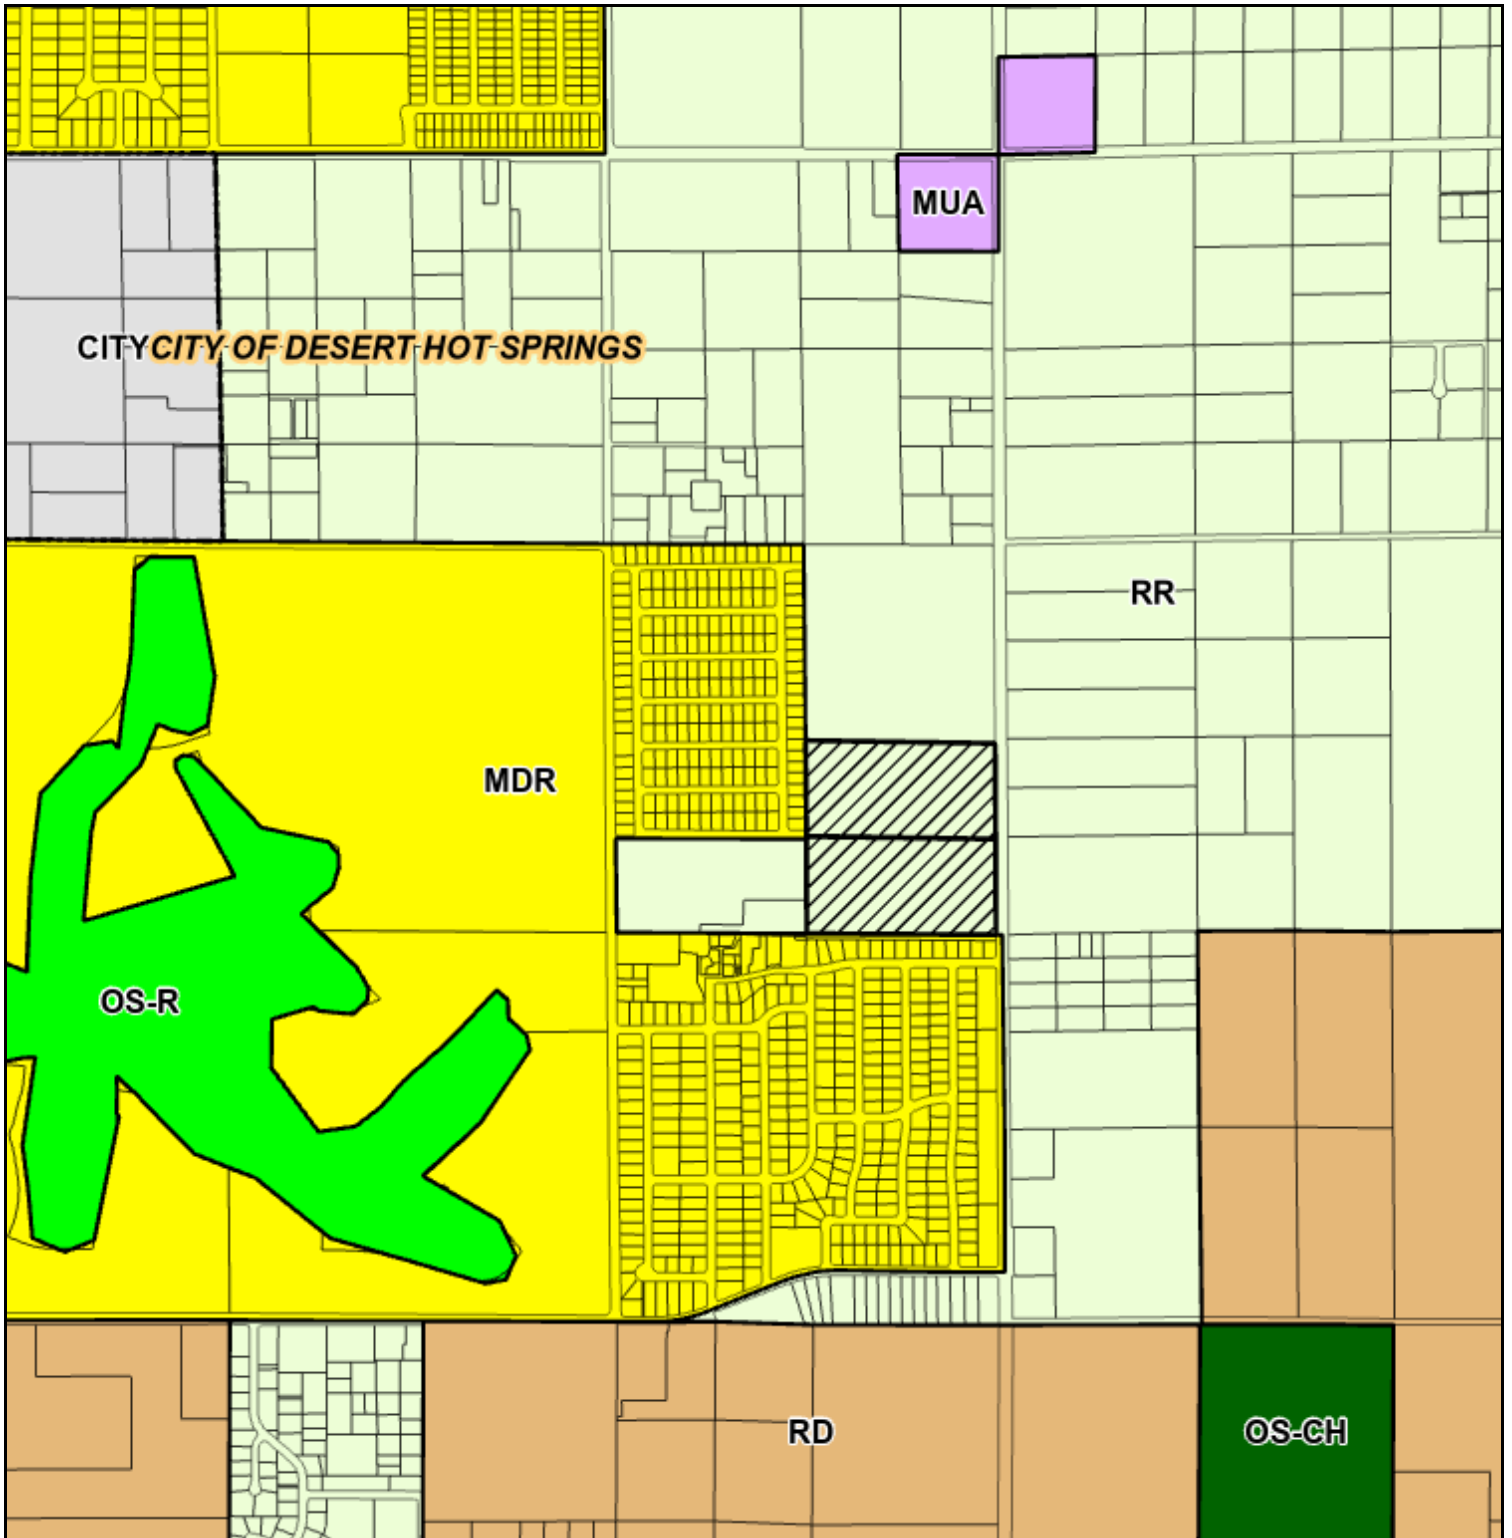 MUA
CITY
CITY OF DESERT HOT SPRINGS
RR
MDR
OS-R
RD
OS-CH